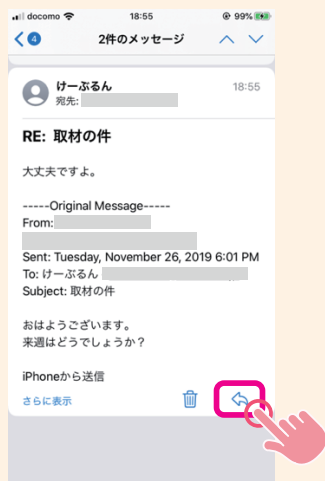 docomo 18:55 99%
4 2件のメッセージ
けーぶるん 18:55
宛先:
RE: 取材の件
大丈夫ですよ。
-----Original Message-----
From:
Sent: Tuesday, November 26, 2019 6:01 PM
To: けーぶるん
Subject: 取材の件
おはようございます。
来週はどうでしょうか？
iPhoneから送信
さらに表示